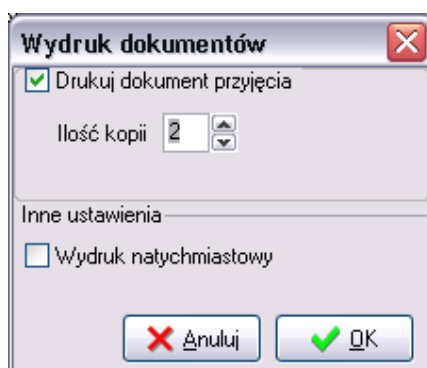 Wydruk dokumentów
Drukuj dokument przyjęcia
Ilość kopii 2
Inne ustawienia
Wydruk natychmiastowy
Anuluj OK